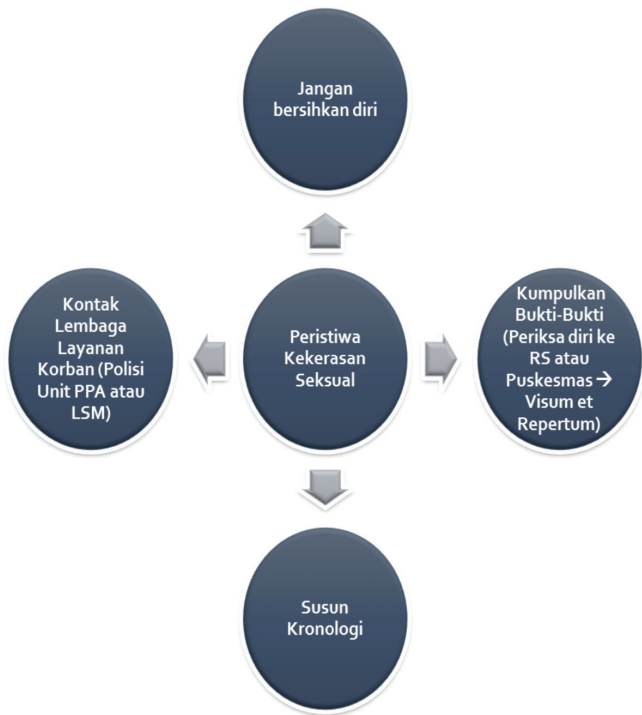 Jangan
bersihkan diri
Kontak
Lembaga
Layanan
Korban (Polisi
Unit PPA atau
LSM)
Peristiwa
Kekerasan
Seksual
Kumpulkan
Bukti-Bukti
(Periksa diri ke
RS atau
Puskesmas →
Visum et
Repertum)
Susun
Kronologi